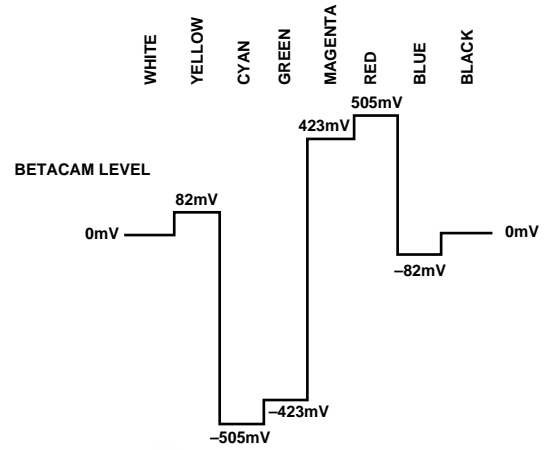 WHITE
YELLOW
CYAN
GREEN
MAGENTA
RED
BLUE
BLACK
505mV
423mV
BETACAM LEVEL
82mV
0mV
0mV
–82mV
–423mV
–505mV